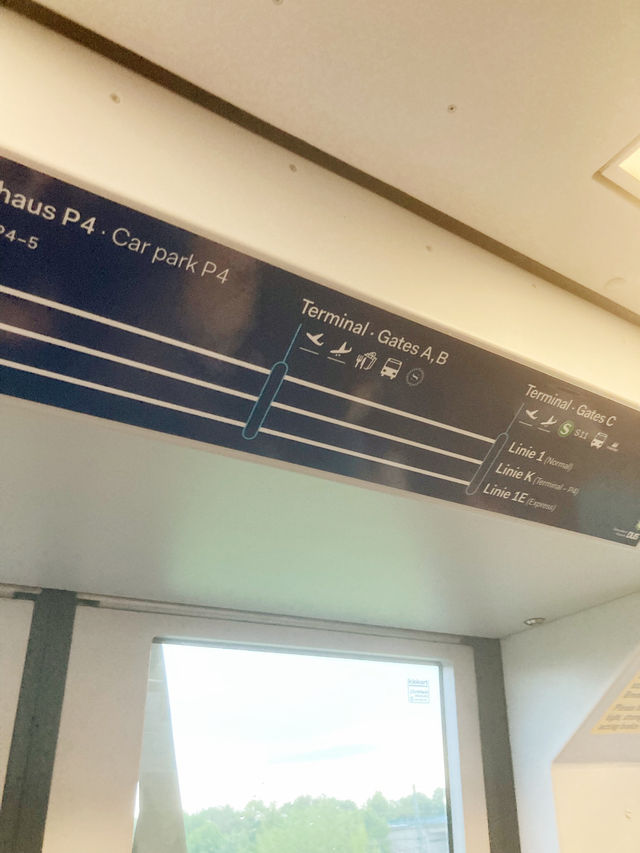 haus P4 · Car park P4
P4–5
Terminal · Gates A,B
Terminal · Gates C
S S11
Linie 1 (Normal)
Linie K (Terminal – P4)
Linie 1E (Express)
DUS